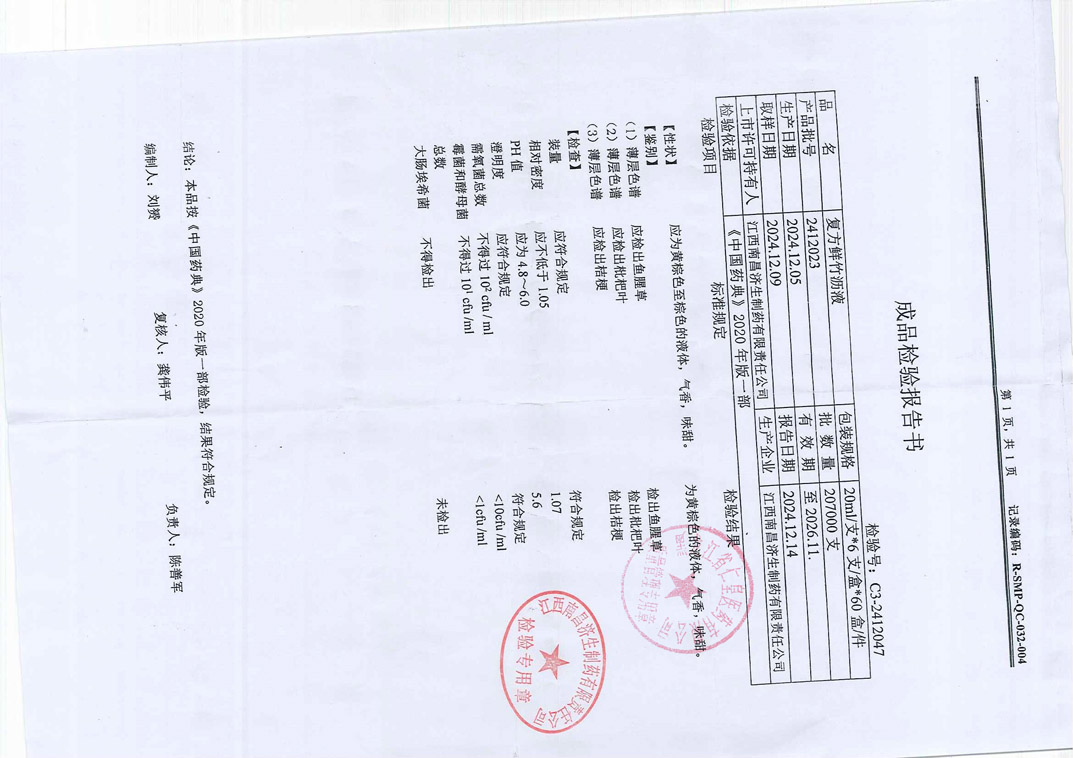 第 1 页，共 1 页 记录编码：R-SMP-QC-032-004
成品检验报告书
检验号：C3-2412047
品 名 复方鲜竹沥液 包装规格 20ml/支*6 支/盒*60 盒/件
产品批号 2412023 批 数 量 207000 支
生产日期 2024.12.05 有 效 期 至 2026.11.
取样日期 2024.12.09 报告日期 2024.12.14
上市许可持有人 江西南昌济生制药有限责任公司 生产企业 江西南昌济生制药有限责任公司
检验依据 《中国药典》2020 年版一部
检验项目 标准规定 检验结果
【性状】 应为黄棕色至棕色的液体，气香，味甜。 为黄棕色的液体，气香，味甜。
【鉴别】
（1）薄层色谱 应检出鱼腥草 检出鱼腥草
（2）薄层色谱 应检出枇杷叶 检出枇杷叶
（3）薄层色谱 应检出桔梗 检出桔梗
【检查】
装量 应符合规定 符合规定
相对密度 应不低于 1.05 1.07
PH 值 应为 4.8～6.0 5.6
澄明度 应符合规定 符合规定
需氧菌总数 不得过 10² cfu / ml <10cfu /ml
霉菌和酵母菌 不得过 10¹ cfu /ml <1cfu /ml
总数
大肠埃希菌 不得检出 未检出
结论：本品按《中国药典》2020 年版一部检验，结果符合规定。
编制人：刘赟 复核人：龚伟平 负责人：陈善军
江西南昌济生制药有限责任公司
检验专用章